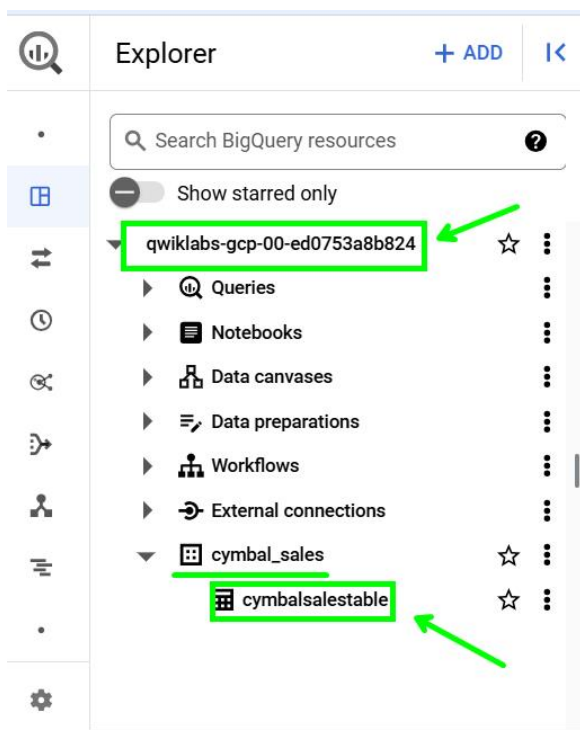 Explorer + ADD
Search BigQuery resources
Show starred only
qwiklabs-gcp-00-ed0753a8b824
Queries
Notebooks
Data canvases
Data preparations
Workflows
External connections
cymbal_sales
cymbalsalestable